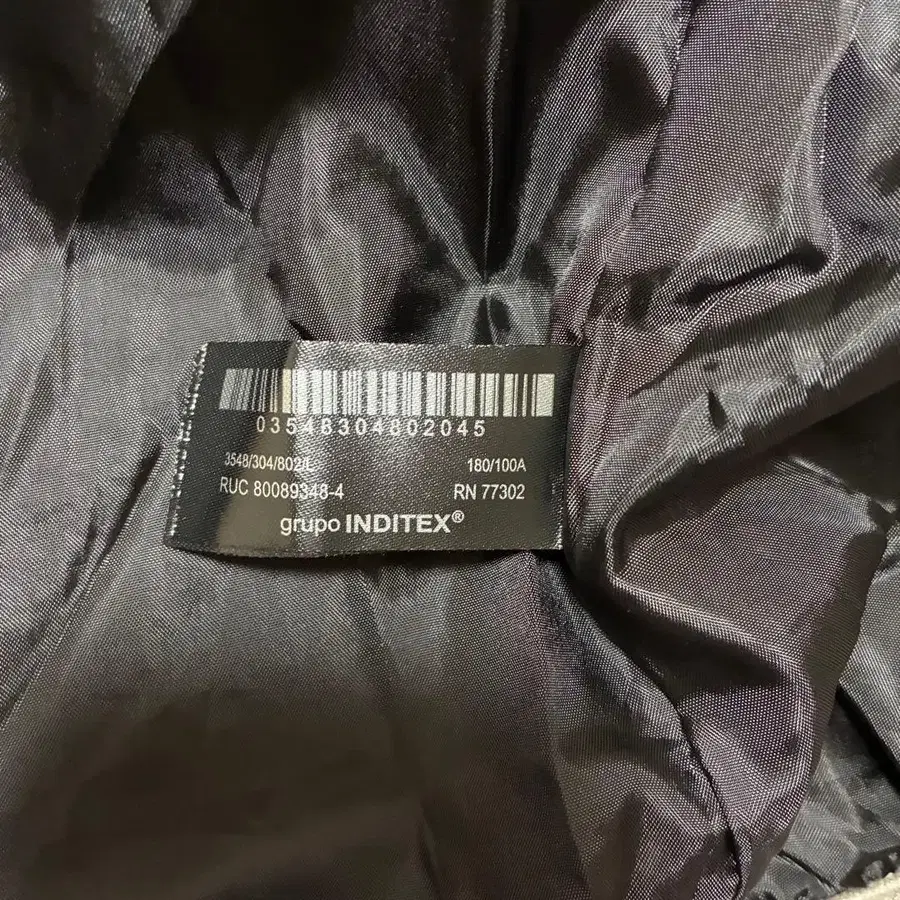 03548304802045
3548/304/802/L 180/100A
RUC 80089348-4 RN 77302
grupo INDITEX®